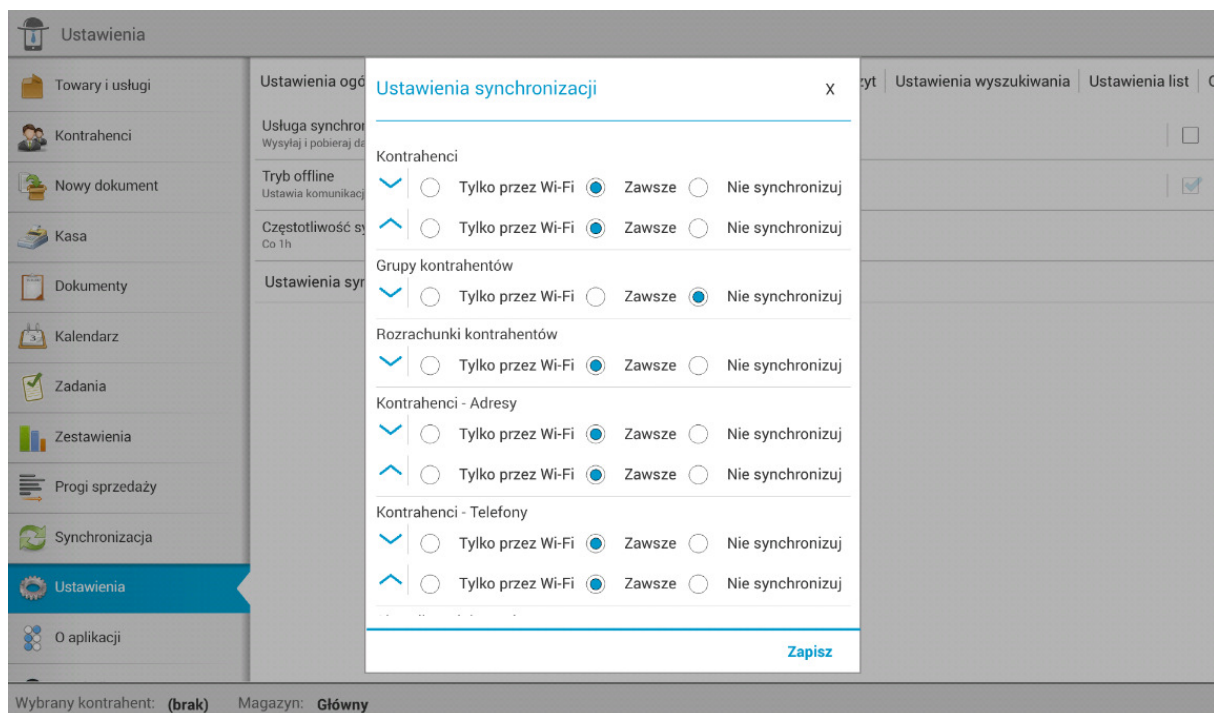 Ustawienia
Towary i usługi
Kontrahenci
Nowy dokument
Kasa
Dokumenty
Kalendarz
Zadania
Zestawienia
Progi sprzedaży
Synchronizacja
Ustawienia
O aplikacji
Ustawienia ogó
Ustawienia wyszukiwania
Ustawienia list
Usługa synchron
Wysyłaj i pobieraj da
Tryb offline
Ustawia komunikacj
Częstotliwość sy
Co 1h
Ustawienia syn
Ustawienia synchronizacji X
Kontrahenci
Tylko przez Wi-Fi Zawsze Nie synchronizuj
Tylko przez Wi-Fi Zawsze Nie synchronizuj
Grupy kontrahentów
Tylko przez Wi-Fi Zawsze Nie synchronizuj
Rozrachunki kontrahentów
Tylko przez Wi-Fi Zawsze Nie synchronizuj
Kontrahenci - Adresy
Tylko przez Wi-Fi Zawsze Nie synchronizuj
Tylko przez Wi-Fi Zawsze Nie synchronizuj
Kontrahenci - Telefony
Tylko przez Wi-Fi Zawsze Nie synchronizuj
Tylko przez Wi-Fi Zawsze Nie synchronizuj
Zapisz
Wybrany kontrahent: (brak) Magazyn: Główny